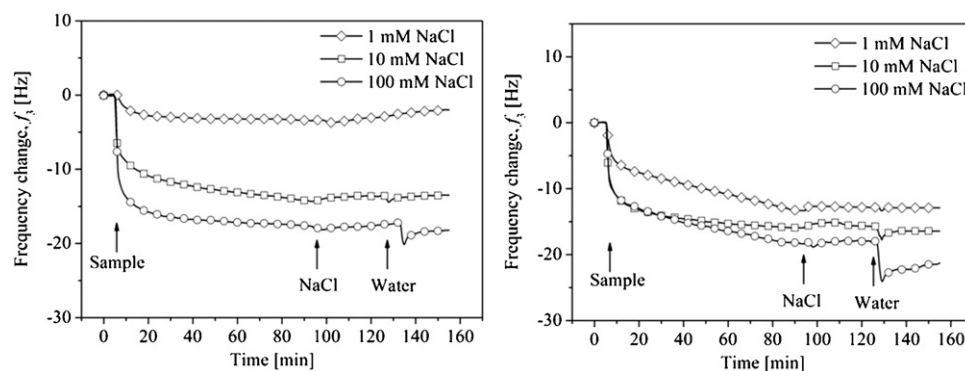 10
0
-10
-20
-30
Frequency change, f3 [Hz]
1 mM NaCl
10 mM NaCl
100 mM NaCl
Sample
NaCl
Water
0 20 40 60 80 100 120 140 160
Time [min]
10
0
-10
-20
-30
Frequency change, f3 [Hz]
1 mM NaCl
10 mM NaCl
100 mM NaCl
Sample
NaCl
Water
0 20 40 60 80 100 120 140 160
Time [min]